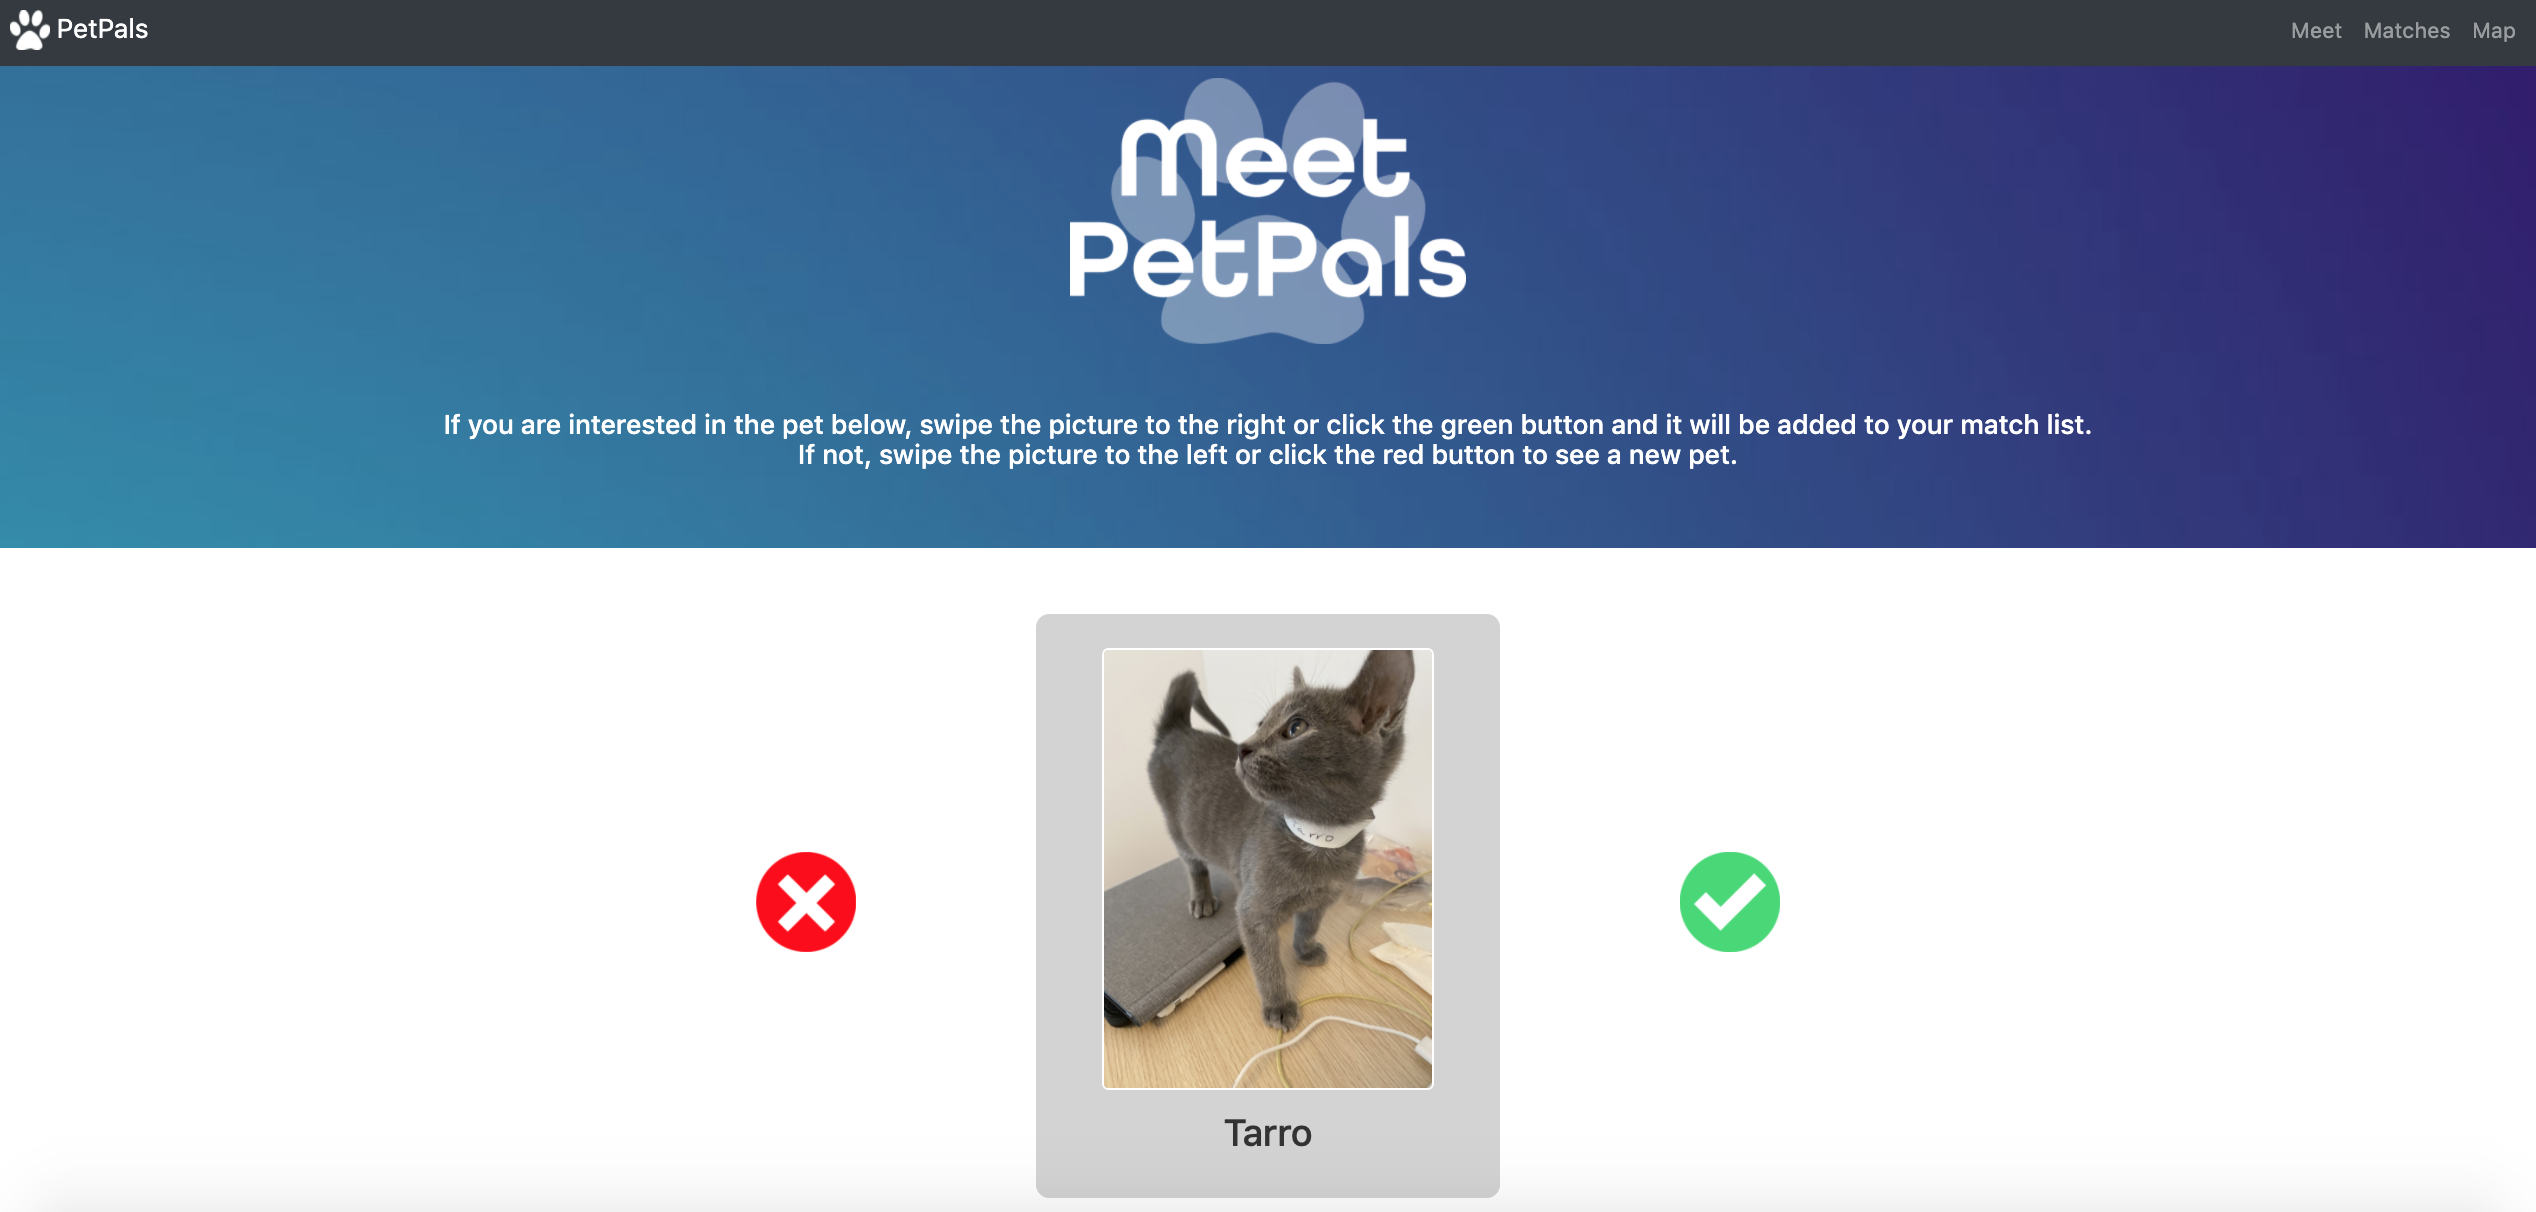 PetPals
Meet Matches Map
Meet
PetPals
If you are interested in the pet below, swipe the picture to the right or click the green button and it will be added to your match list.
If not, swipe the picture to the left or click the red button to see a new pet.
Tarro
Tarro